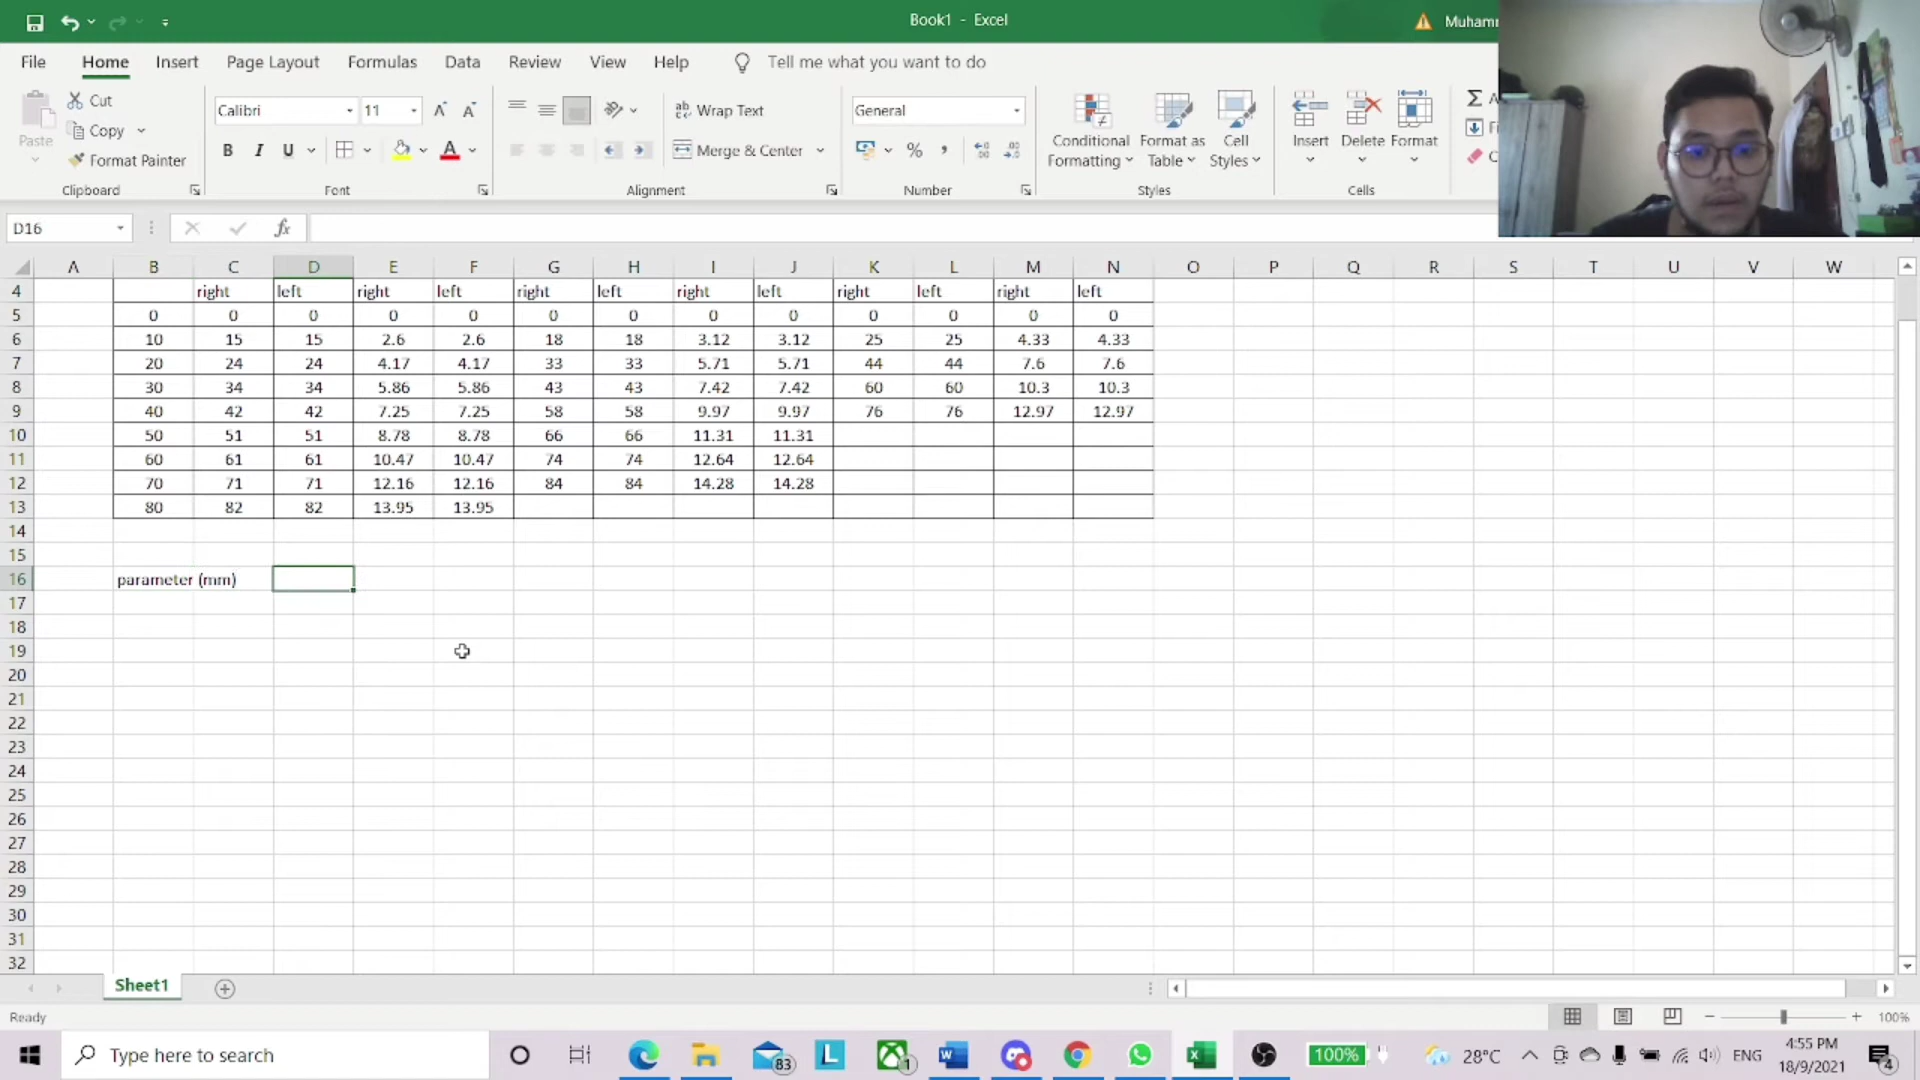 Book1 - Excel
Muhamm
File Home Insert Page Layout Formulas Data Review View Help Tell me what you want to do
Paste
Cut
Copy
Format Painter
Calibri 11
B I U
Wrap Text
Merge & Center
General
Conditional Formatting
Format as Table
Cell Styles
Insert Delete Format
Clipboard Font Alignment Number Styles Cells
D16
A B C D E F G H I J K L M N O P Q R S T U V W
4 right left right left right left right left right left right left
5 0 0 0 0 0 0 0 0 0 0 0 0 0
6 10 15 15 2.6 2.6 18 18 3.12 3.12 25 25 4.33 4.33
7 20 24 24 4.17 4.17 33 33 5.71 5.71 44 44 7.6 7.6
8 30 34 34 5.86 5.86 43 43 7.42 7.42 60 60 10.3 10.3
9 40 42 42 7.25 7.25 58 58 9.97 9.97 76 76 12.97 12.97
10 50 51 51 8.78 8.78 66 66 11.31 11.31
11 60 61 61 10.47 10.47 74 74 12.64 12.64
12 70 71 71 12.16 12.16 84 84 14.28 14.28
13 80 82 82 13.95 13.95
14
15
16 parameter (mm)
17
18
19
20
21
22
23
24
25
26
27
28
29
30
31
32
Sheet1
Ready
100%
Type here to search
83
1
100%
28°C
ENG
4:55 PM
18/9/2021
4